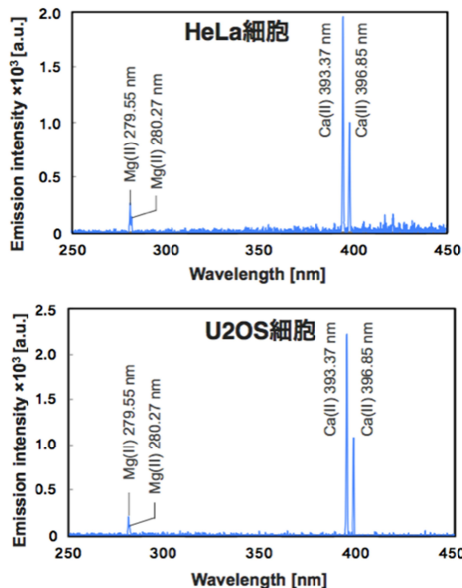 HeLa細胞
Emission intensity ×10³ [a.u.]
2.0
1.5
1.0
0.5
0
Mg(II) 279.55 nm
Mg(II) 280.27 nm
Ca(II) 393.37 nm
Ca(II) 396.85 nm
250 300 350 400 450
Wavelength [nm]
U2OS細胞
Emission intensity ×10³ [a.u.]
2.5
2.0
1.5
1.0
0.5
0
Mg(II) 279.55 nm
Mg(II) 280.27 nm
Ca(II) 393.37 nm
Ca(II) 396.85 nm
250 300 350 400 450
Wavelength [nm]